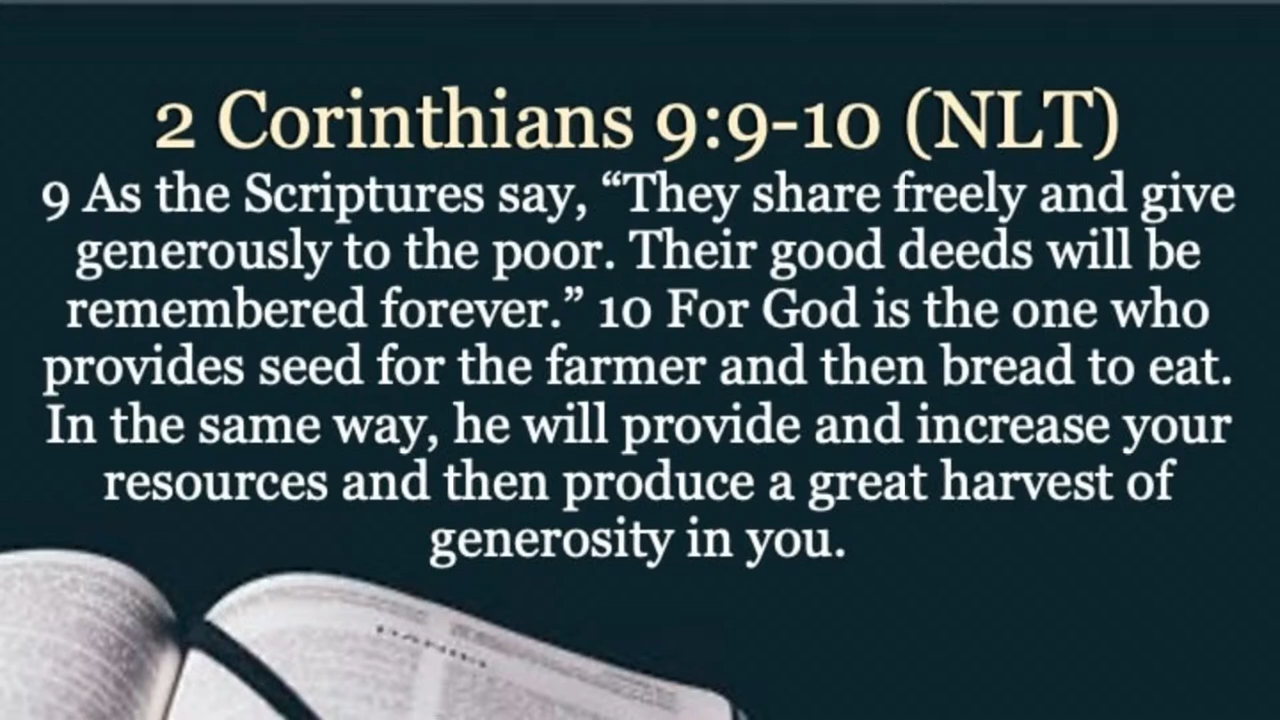 2 Corinthians 9:9-10 (NLT)
9 As the Scriptures say, “They share freely and give
generously to the poor. Their good deeds will be
remembered forever.” 10 For God is the one who
provides seed for the farmer and then bread to eat.
In the same way, he will provide and increase your
resources and then produce a great harvest of
generosity in you.
DANIEL